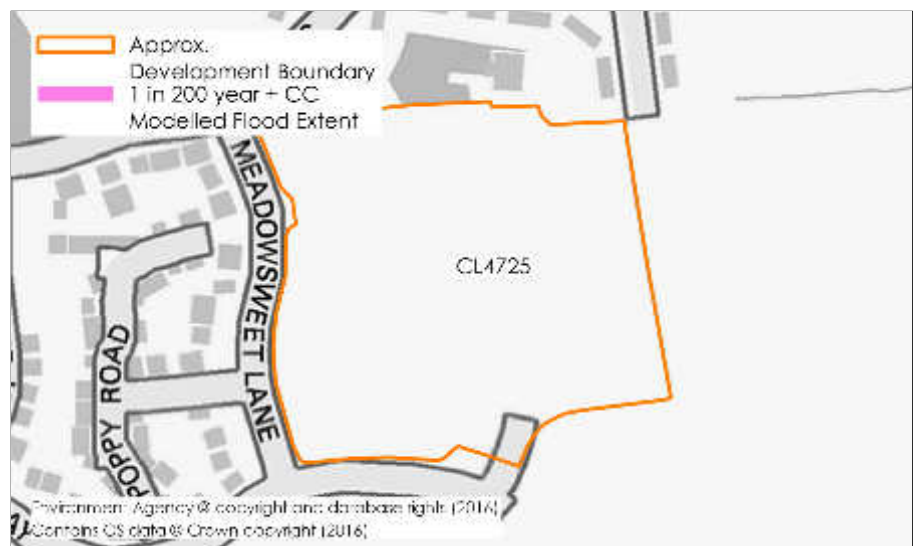 Approx.
Development Boundary
1 in 200 year + CC
Modelled Flood Extent
MEADOWSWEET LANE
CL4725
POPPY ROAD
Environment Agency © copyright and database rights (2016)
Contains OS data © Crown copyright (2016)